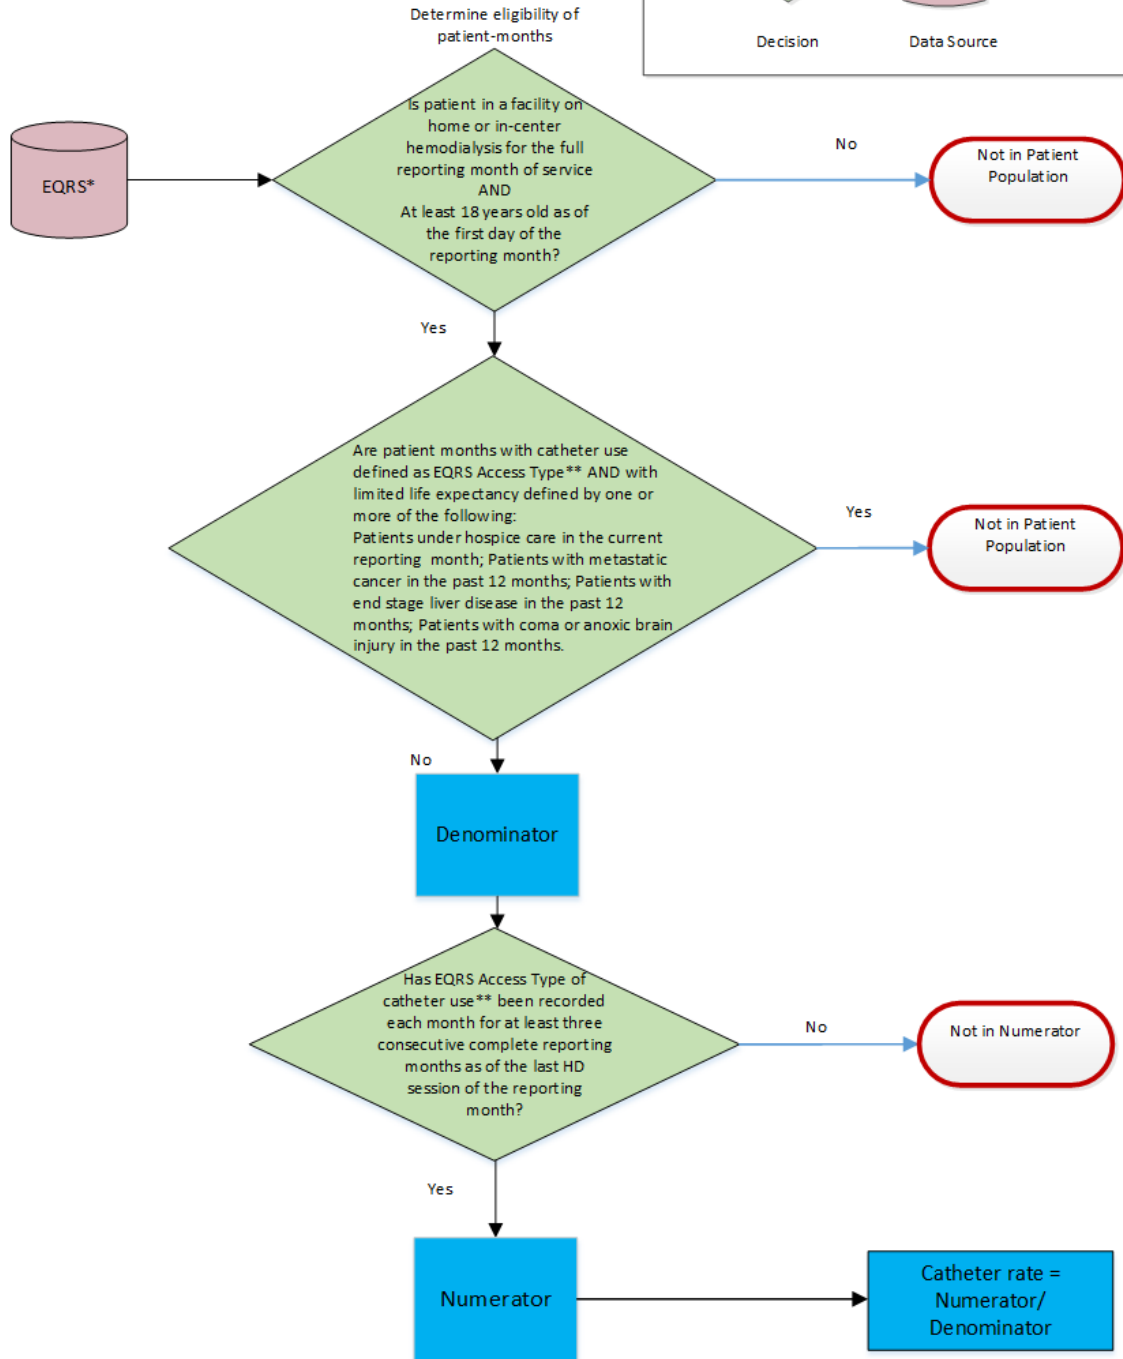 Determine eligibility of
patient-months
Decision
Data Source
EQRS*
Is patient in a facility on
home or in-center
hemodialysis for the full
reporting month of service
AND
At least 18 years old as of
the first day of the
reporting month?
No
Not in Patient
Population
Yes
Are patient months with catheter use
defined as EQRS Access Type** AND with
limited life expectancy defined by one or
more of the following:
Patients under hospice care in the current
reporting month; Patients with metastatic
cancer in the past 12 months; Patients with
end stage liver disease in the past 12
months; Patients with coma or anoxic brain
injury in the past 12 months.
Yes
Not in Patient
Population
No
Denominator
Has EQRS Access Type of
catheter use** been recorded
each month for at least three
consecutive complete reporting
months as of the last HD
session of the reporting
month?
No
Not in Numerator
Yes
Numerator
Catheter rate =
Numerator/
Denominator